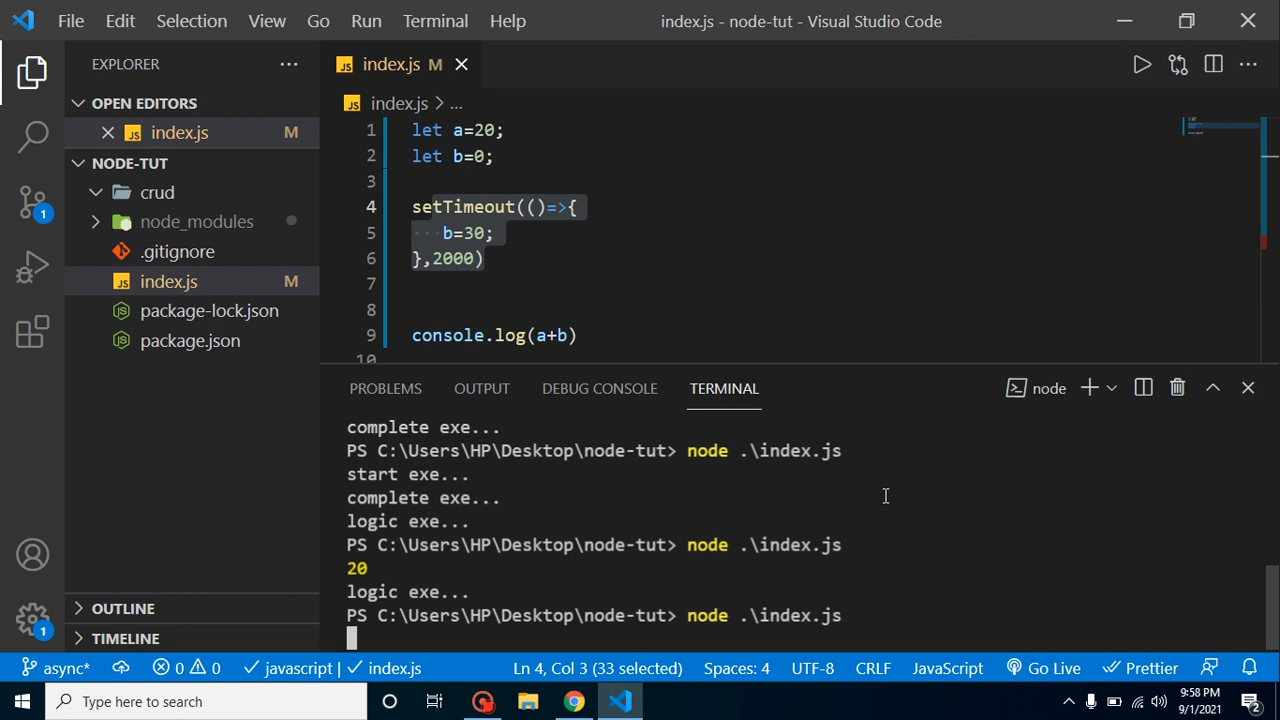 File Edit Selection View Go Run Terminal Help index.js - node-tut - Visual Studio Code
EXPLORER
index.js M
OPEN EDITORS
index.js > ...
index.js M
NODE-TUT
crud
node_modules
.gitignore
index.js M
package-lock.json
package.json
OUTLINE
TIMELINE
1 let a=20;
2 let b=0;
3
4 setTimeout(()=>{
5 b=30;
6 },2000)
7
8
9 console.log(a+b)
10
PROBLEMS OUTPUT DEBUG CONSOLE TERMINAL node
complete exe...
PS C:\Users\HP\Desktop\node-tut> node .\index.js
start exe...
complete exe...
logic exe...
PS C:\Users\HP\Desktop\node-tut> node .\index.js
20
logic exe...
PS C:\Users\HP\Desktop\node-tut> node .\index.js
1
1
async* 0 0 javascript | index.js Ln 4, Col 3 (33 selected) Spaces: 4 UTF-8 CRLF JavaScript Go Live Prettier
Type here to search
9:58 PM
9/1/2021
2